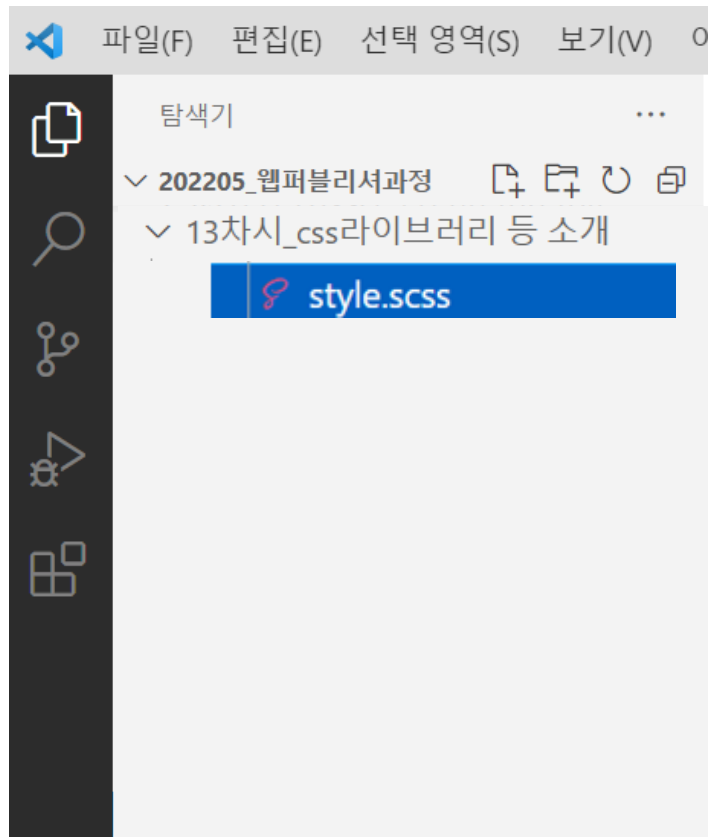 파일(F) 편집(E) 선택 영역(S) 보기(V)
탐색기
202205_웹퍼블리셔과정
13차시_css라이브러리 등 소개
style.scss